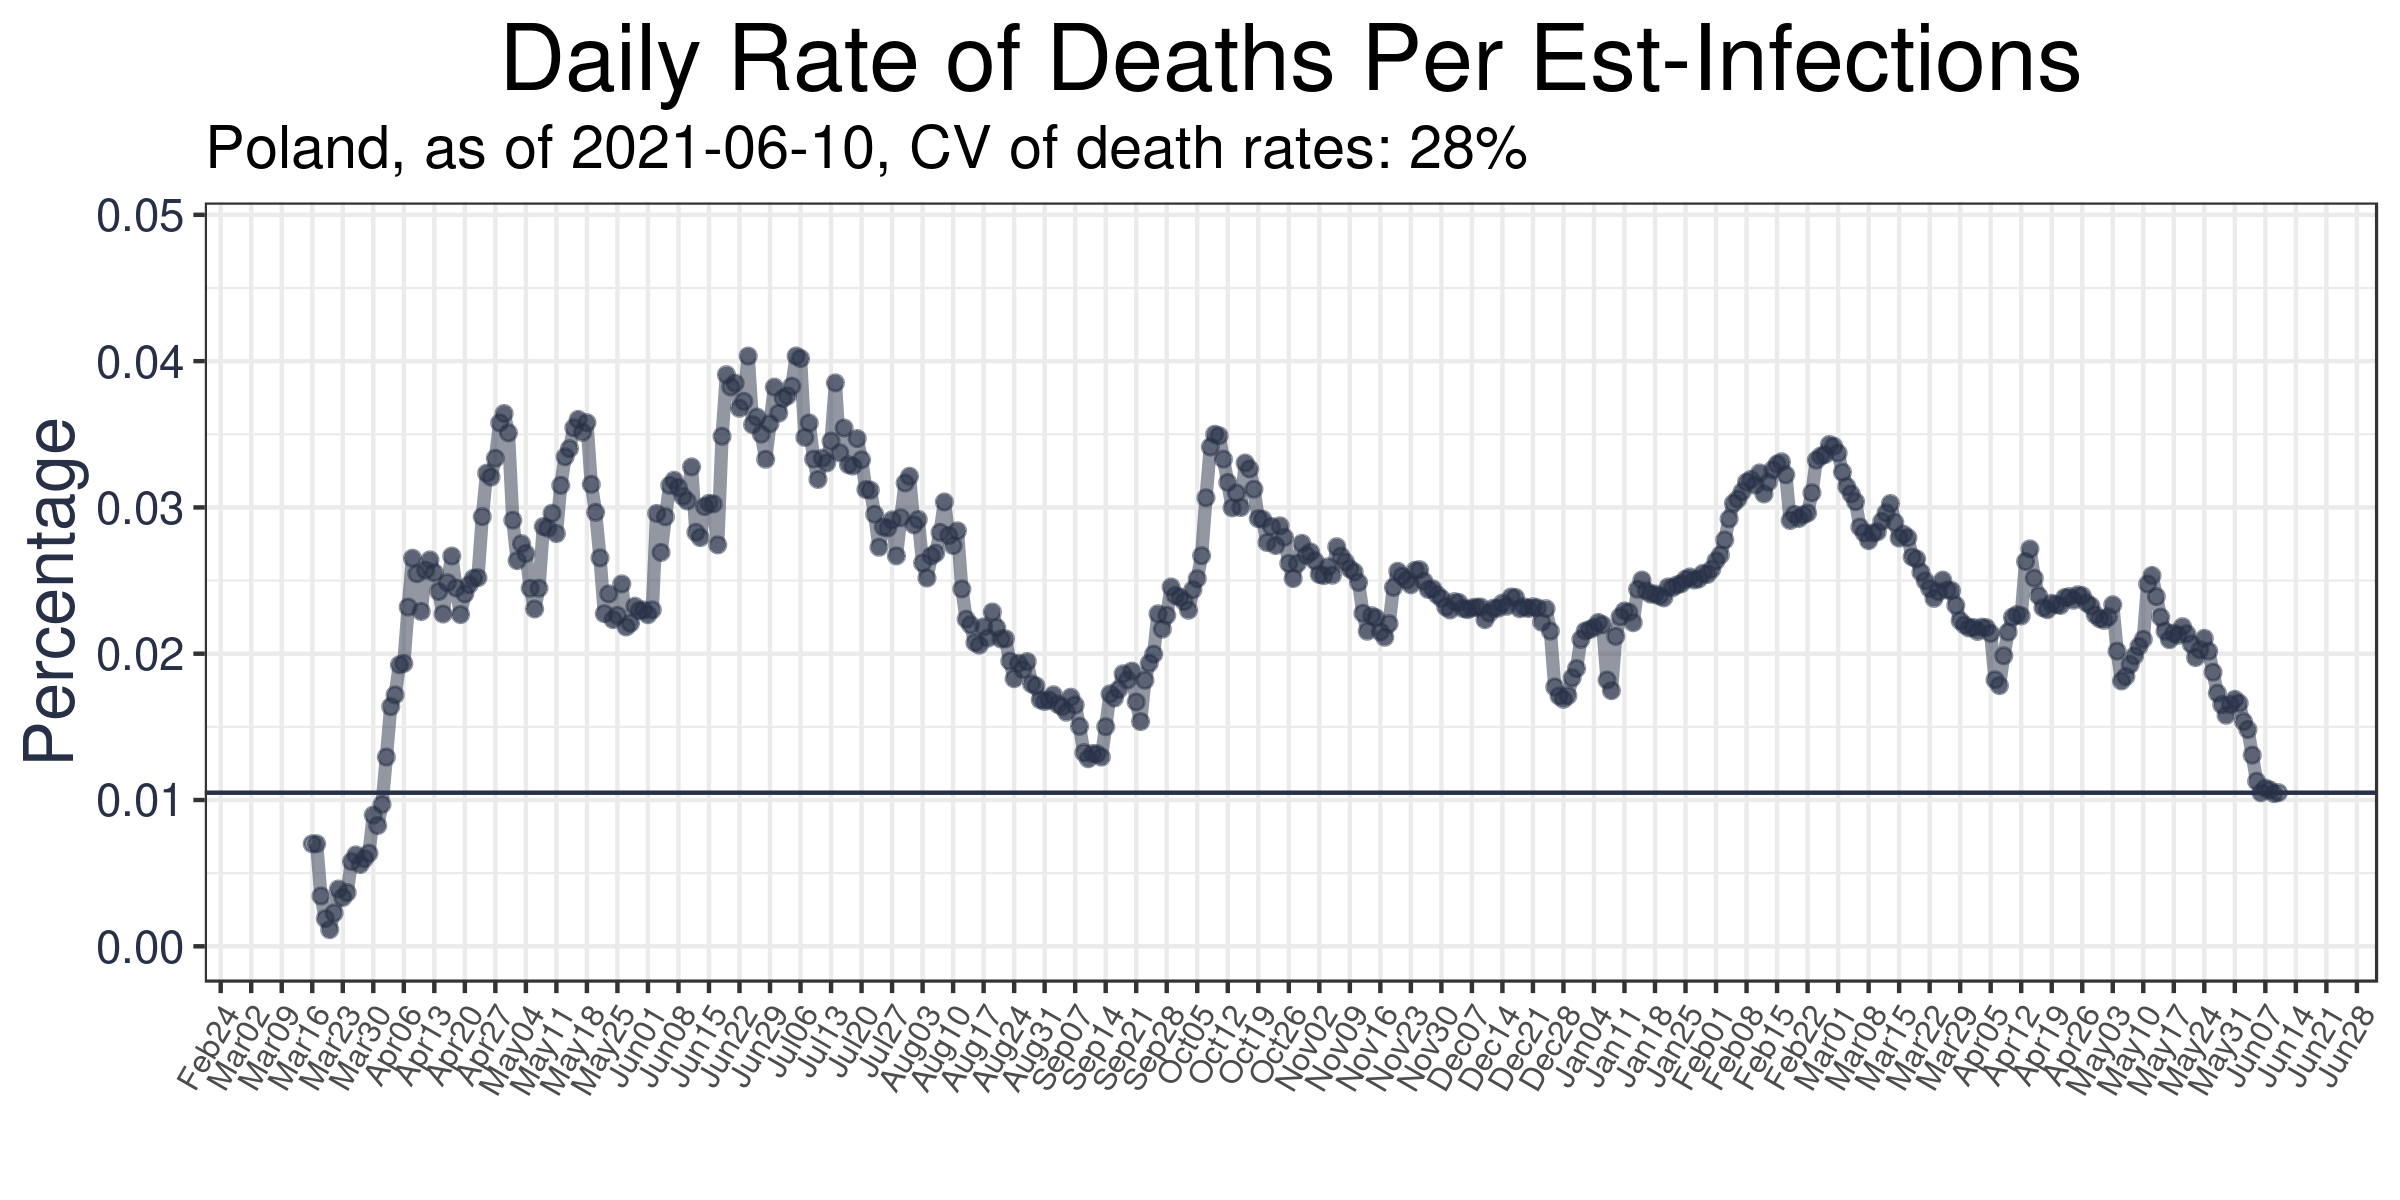 Daily Rate of Deaths Per Est-Infections
Poland, as of 2021-06-10, CV of death rates: 28%
Percentage
0.05
0.04
0.03
0.02
0.01
0.00
Feb24
Mar02
Mar09
Mar16
Mar23
Mar30
Apr06
Apr13
Apr20
Apr27
May04
May11
May18
May25
Jun01
Jun08
Jun15
Jun22
Jun29
Jul06
Jul13
Jul20
Jul27
Aug03
Aug10
Aug17
Aug24
Aug31
Sep07
Sep14
Sep21
Sep28
Oct05
Oct12
Oct19
Oct26
Nov02
Nov09
Nov16
Nov23
Nov30
Dec07
Dec14
Dec21
Dec28
Jan04
Jan11
Jan18
Jan25
Feb01
Feb08
Feb15
Feb22
Mar01
Mar08
Mar15
Mar22
Mar29
Apr05
Apr12
Apr19
Apr26
May03
May10
May17
May24
May31
Jun07
Jun14
Jun21
Jun28